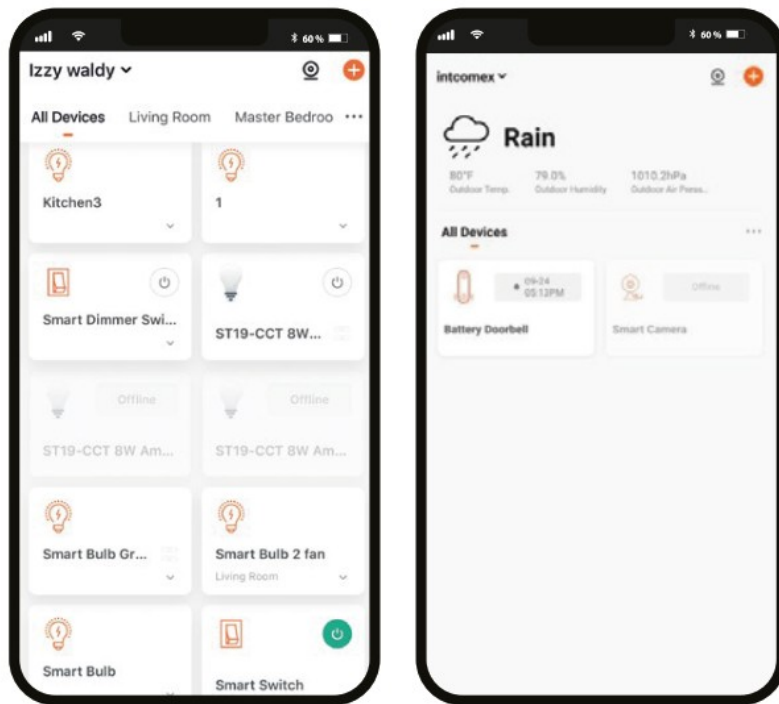 60%
Izzy waldy
All Devices Living Room Master Bedroo
Kitchen3
1
Smart Dimmer Swi...
ST19-CCT 8W...
Offline
Offline
ST19-CCT 8W Am...
ST19-CCT 8W Am...
Smart Bulb Gr...
Smart Bulb 2 fan
Living Room
Smart Bulb
Smart Switch
60%
intcomex
Rain
80°F 79.0% 1010.2hPa
Outdoor Temp. Outdoor Humidity Outdoor Air
All Devices
09-24
05:13PM
Offline
Battery Doorbell
Smart Camera